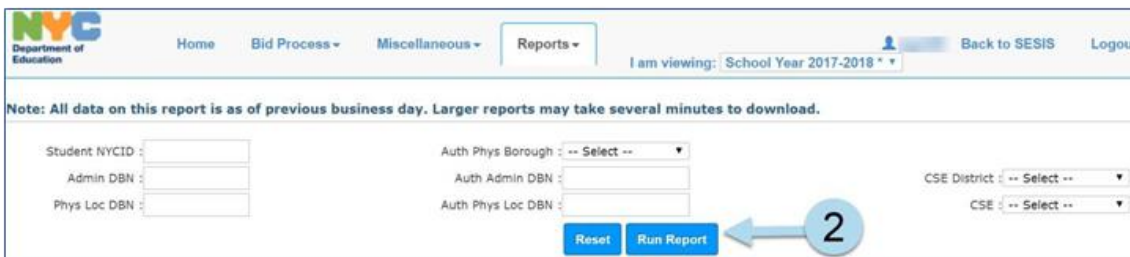 NYC
Department of
Education
Home Bid Process Miscellaneous Reports Back to SESIS Logou
I am viewing: School Year 2017-2018 *
Note: All data on this report is as of previous business day. Larger reports may take several minutes to download.
Student NYCID : Auth Phys Borough : -- Select --
Admin DBN : Auth Admin DBN : CSE District : -- Select --
Phys Loc DBN : Auth Phys Loc DBN : CSE : -- Select --
Reset Run Report 2